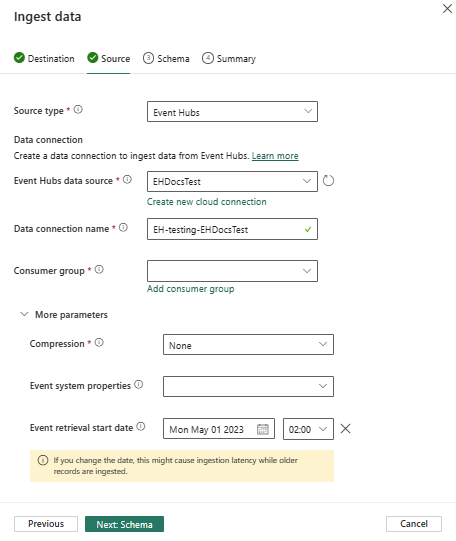 Ingest data
Destination
Source
3 Schema
4 Summary
Source type *
Event Hubs
Data connection
Create a data connection to ingest data from Event Hubs. Learn more
Event Hubs data source *
EHDocsTest
Create new cloud connection
Data connection name *
EH-testing-EHDocsTest
Consumer group *
Add consumer group
More parameters
Compression *
None
Event system properties
Event retrieval start date
Mon May 01 2023
02:00
If you change the date, this might cause ingestion latency while older
records are ingested.
Previous
Next: Schema
Cancel